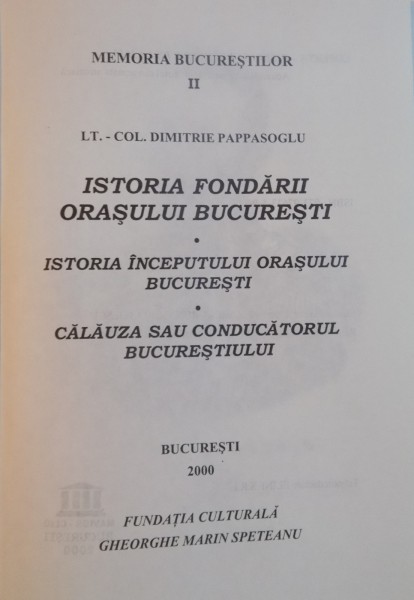 MEMORIA BUCUREŞTILOR
II
LT. - COL. DIMITRIE PAPPASOGLU
ISTORIA FONDĂRII
ORAŞULUI BUCUREŞTI
•
ISTORIA ÎNCEPUTULUI ORAŞULUI
BUCUREŞTI
•
CĂLĂUZA SAU CONDUCĂTORUL
BUCUREŞTIULUI
BUCUREŞTI
2000
FUNDAŢIA CULTURALĂ
GHEORGHE MARIN SPETEANU